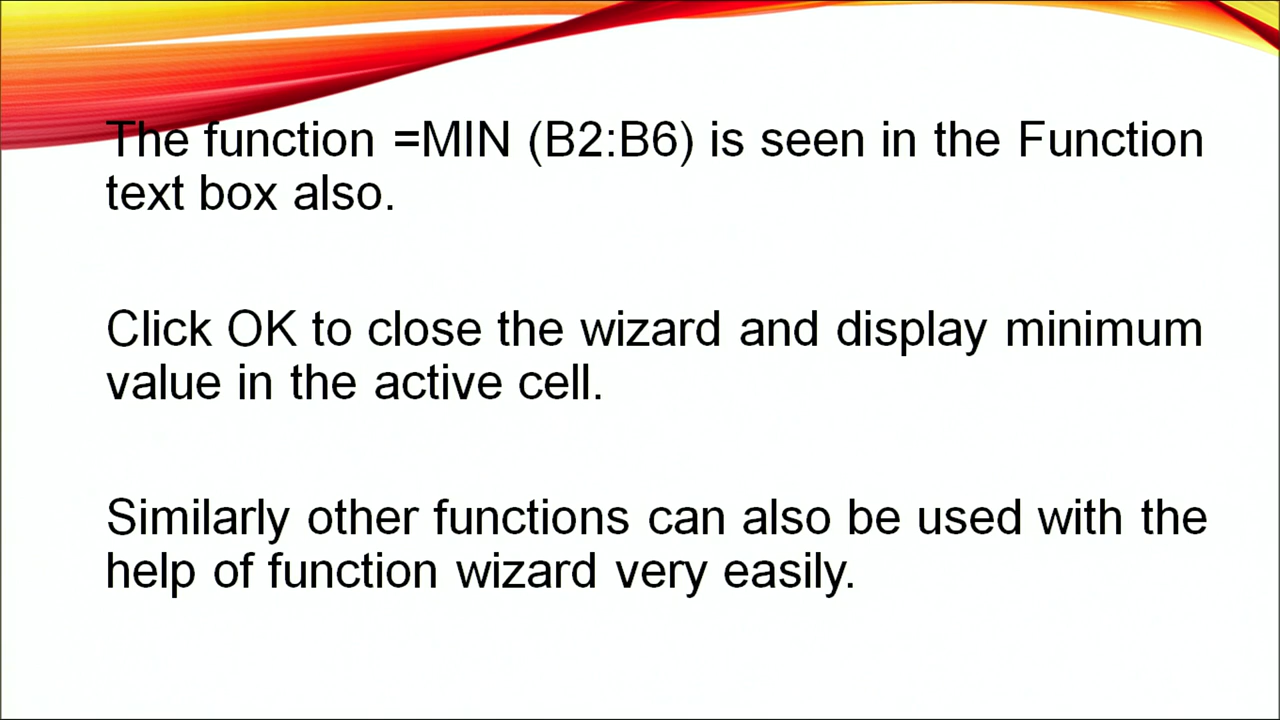 The function =MIN (B2:B6) is seen in the Function
text box also.
Click OK to close the wizard and display minimum
value in the active cell.
Similarly other functions can also be used with the
help of function wizard very easily.